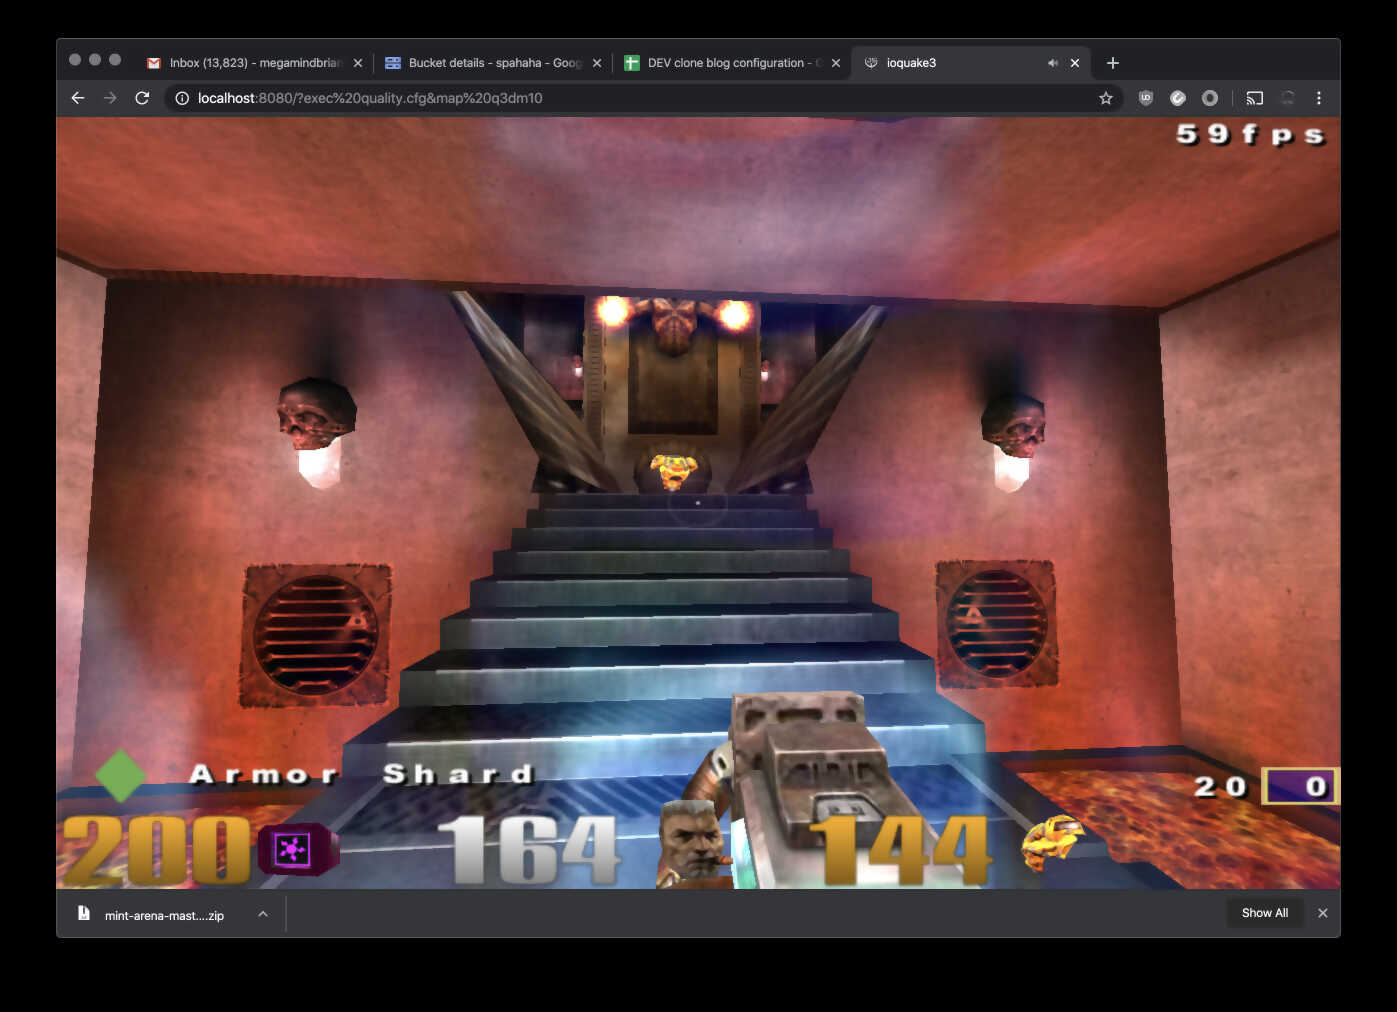 Inbox (13,823) - megamindbrian
Bucket details - spahaha - Goog
DEV clone blog configuration - G
ioquake3
localhost:8080/?exec%20quality.cfg&map%20q3dm10
59fps
Armor Shard
20 0
200 164 144
mint-arena-mast....zip
Show All